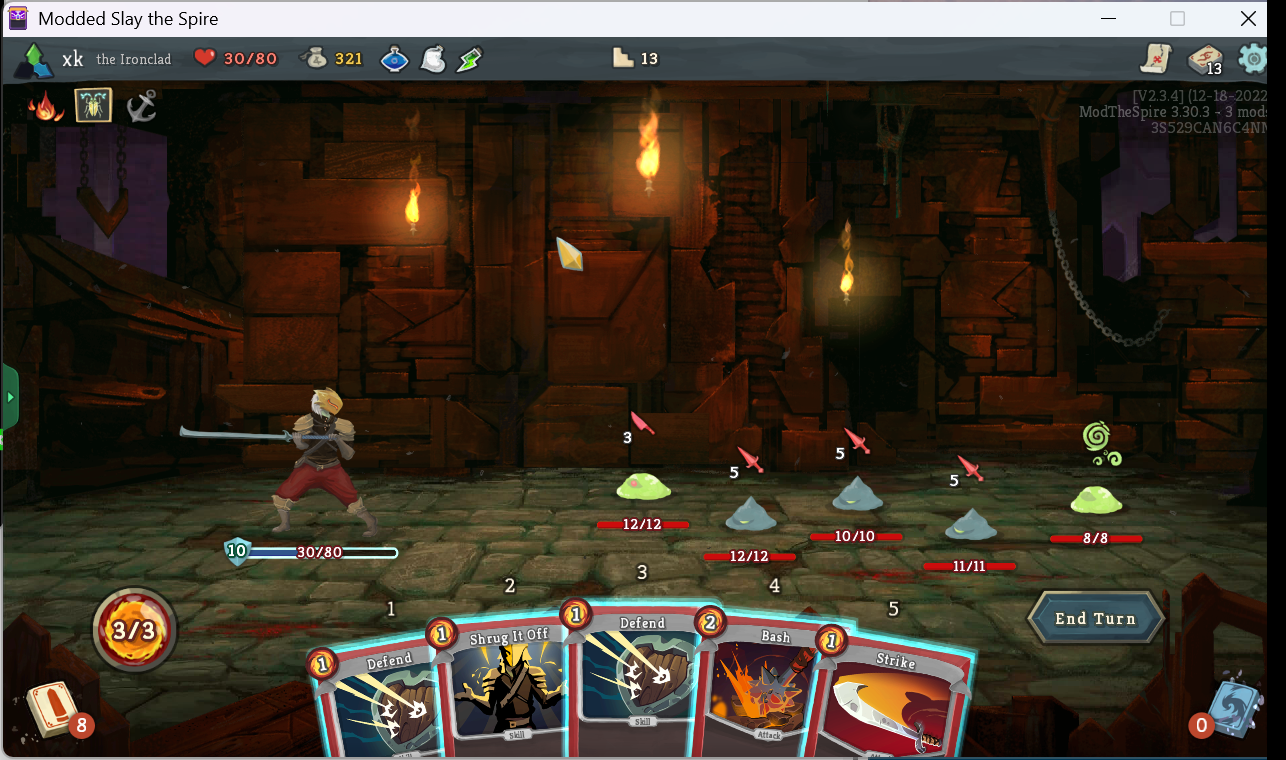 Modded Slay the Spire
xk the Ironclad 30/80 321 13 13
[V2.3.4] (12-18-2022
ModTheSpire 3.30.3 - 3 mods
3S529CAN6C4NN
3 5 5 5
12/12 12/12 10/10 11/11 8/8
10 30/80
1 2 3 4 5
3/3
1 Defend
1 Shrug It Off
Skill
1 Defend
Skill
2 Bash
Attack
1 Strike
End Turn
8
0